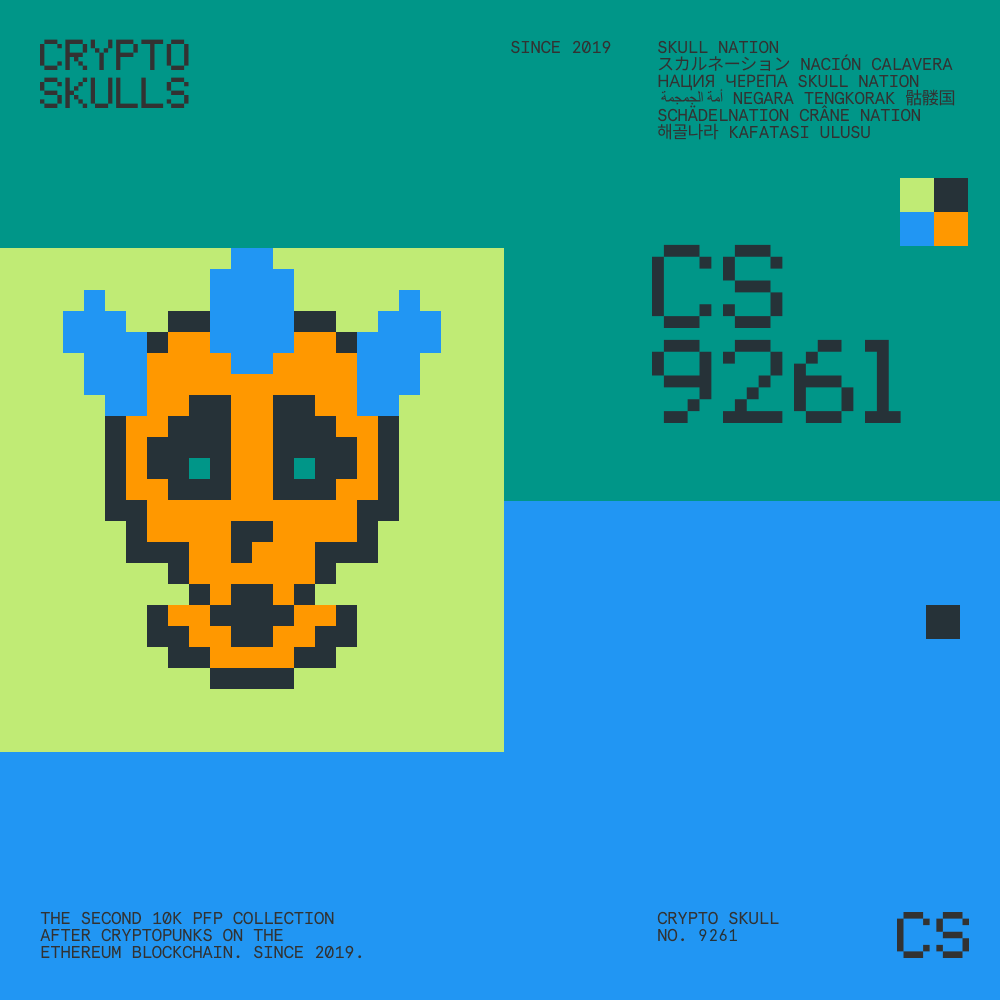 CRYPTO
SKULLS
SINCE 2019
SKULL NATION
スカルネーション NACIÓN CALAVERA
НАЦИЯ ЧЕРЕПА SKULL NATION
أمة الجمجمة NEGARA TENGKORAK 骷髅国
SCHÄDELNATION CRÂNE NATION
해골나라 KAFATASI ULUSU
CS
9261
THE SECOND 10K PFP COLLECTION
AFTER CRYPTOPUNKS ON THE
ETHEREUM BLOCKCHAIN. SINCE 2019.
CRYPTO SKULL
NO. 9261
CS